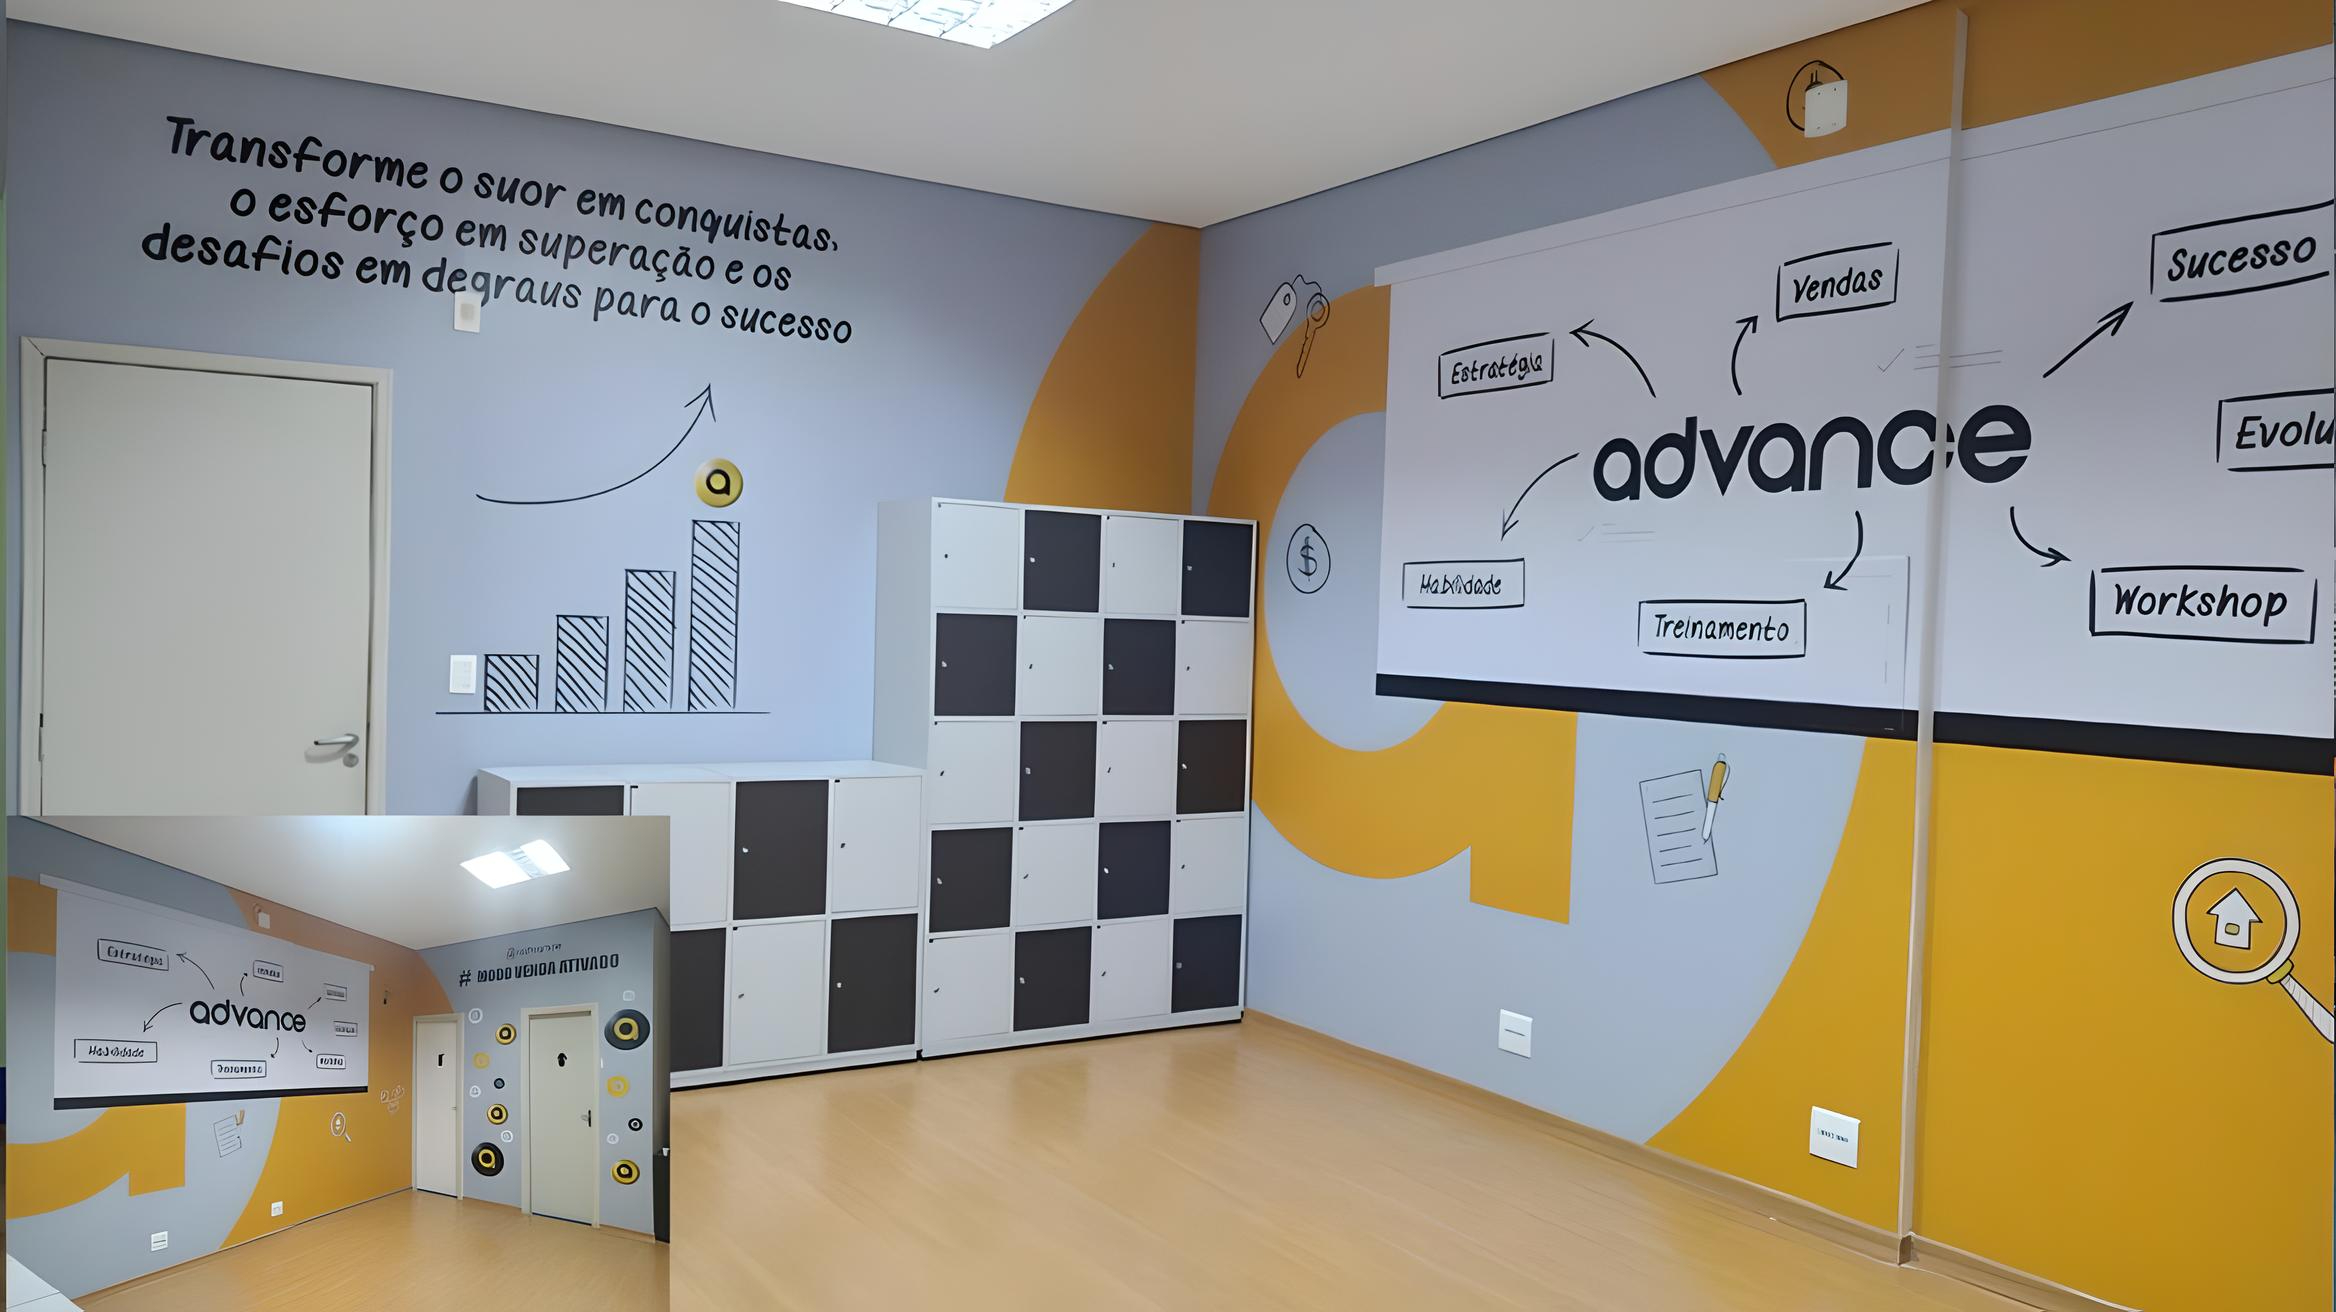 Transforme o suor em conquistas,
o esforço em superação e os
desafios em degraus para o sucesso
a
Vendas
Sucesso
Estratégia
Evolu
advance
$
Workshop
Treinamento
advance
# MODO VENDA ATIVADO
a
a
a
a
a